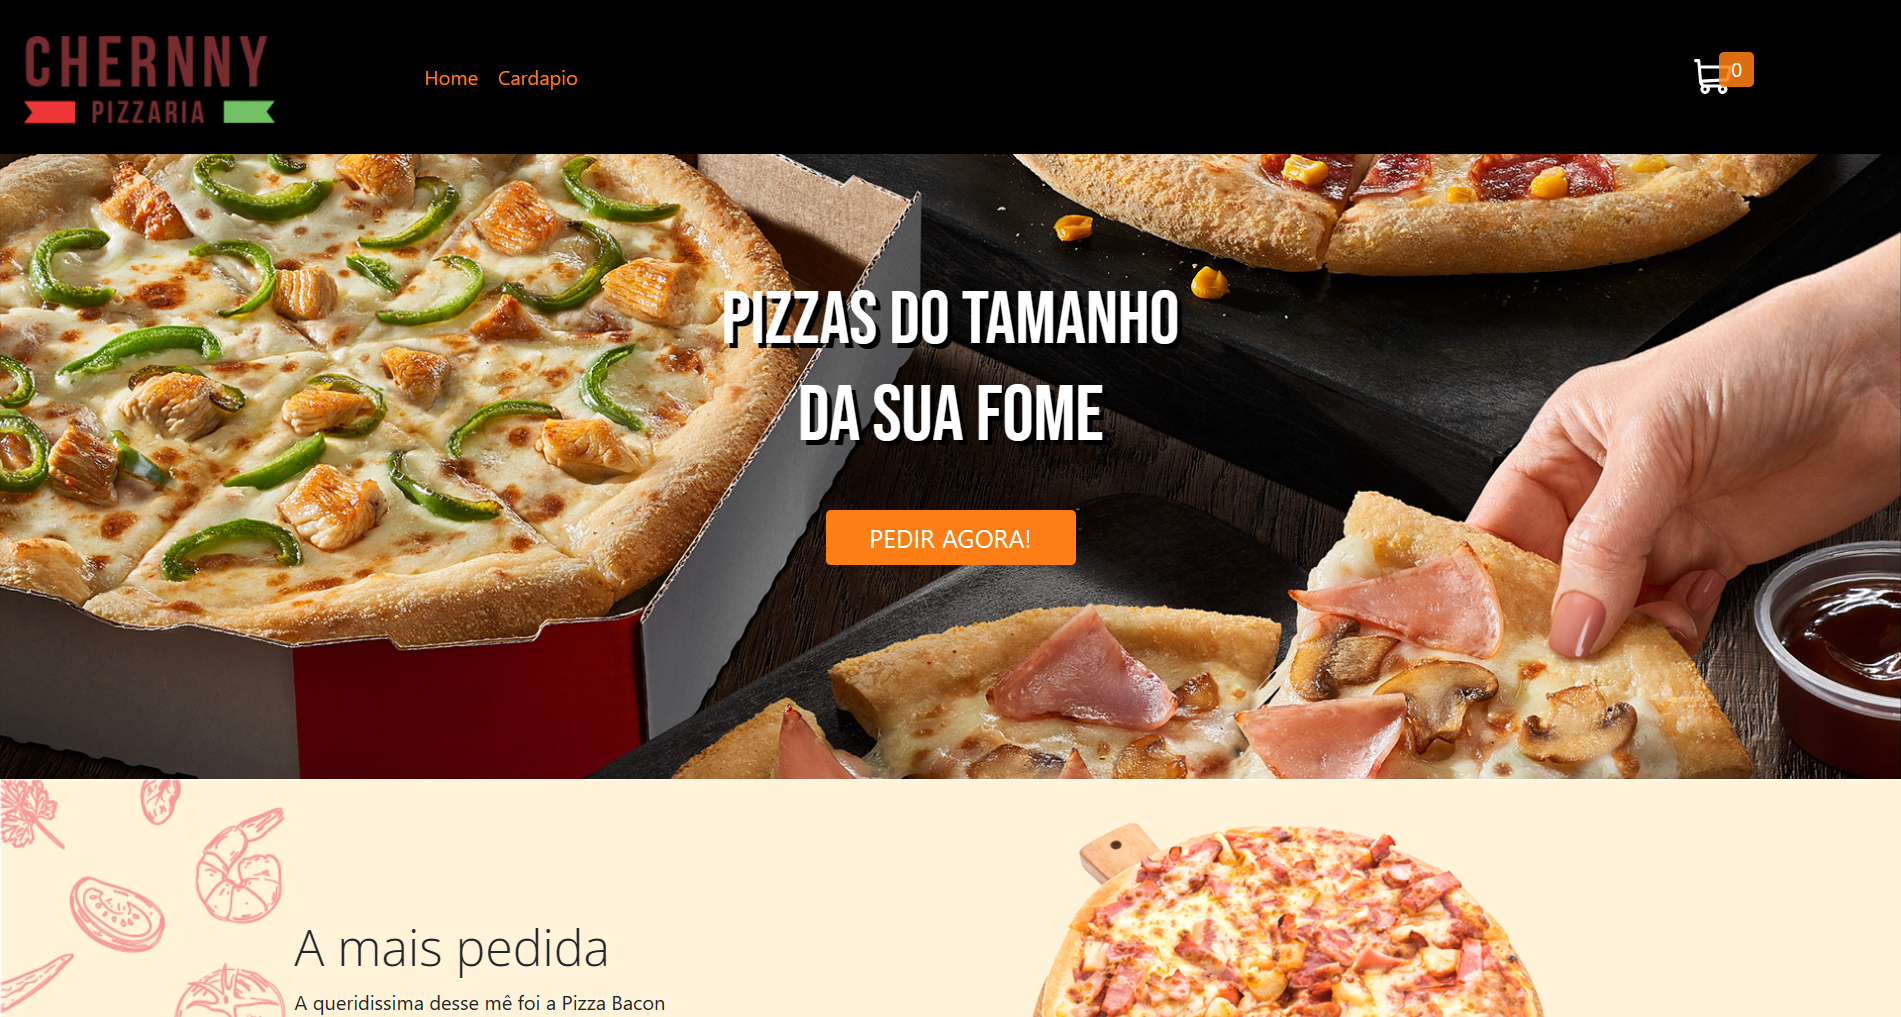 CHERNNY
PIZZARIA
Home Cardapio
0
PIZZAS DO TAMANHO
DA SUA FOME
PEDIR AGORA!
A mais pedida
A queridissima desse mê foi a Pizza Bacon